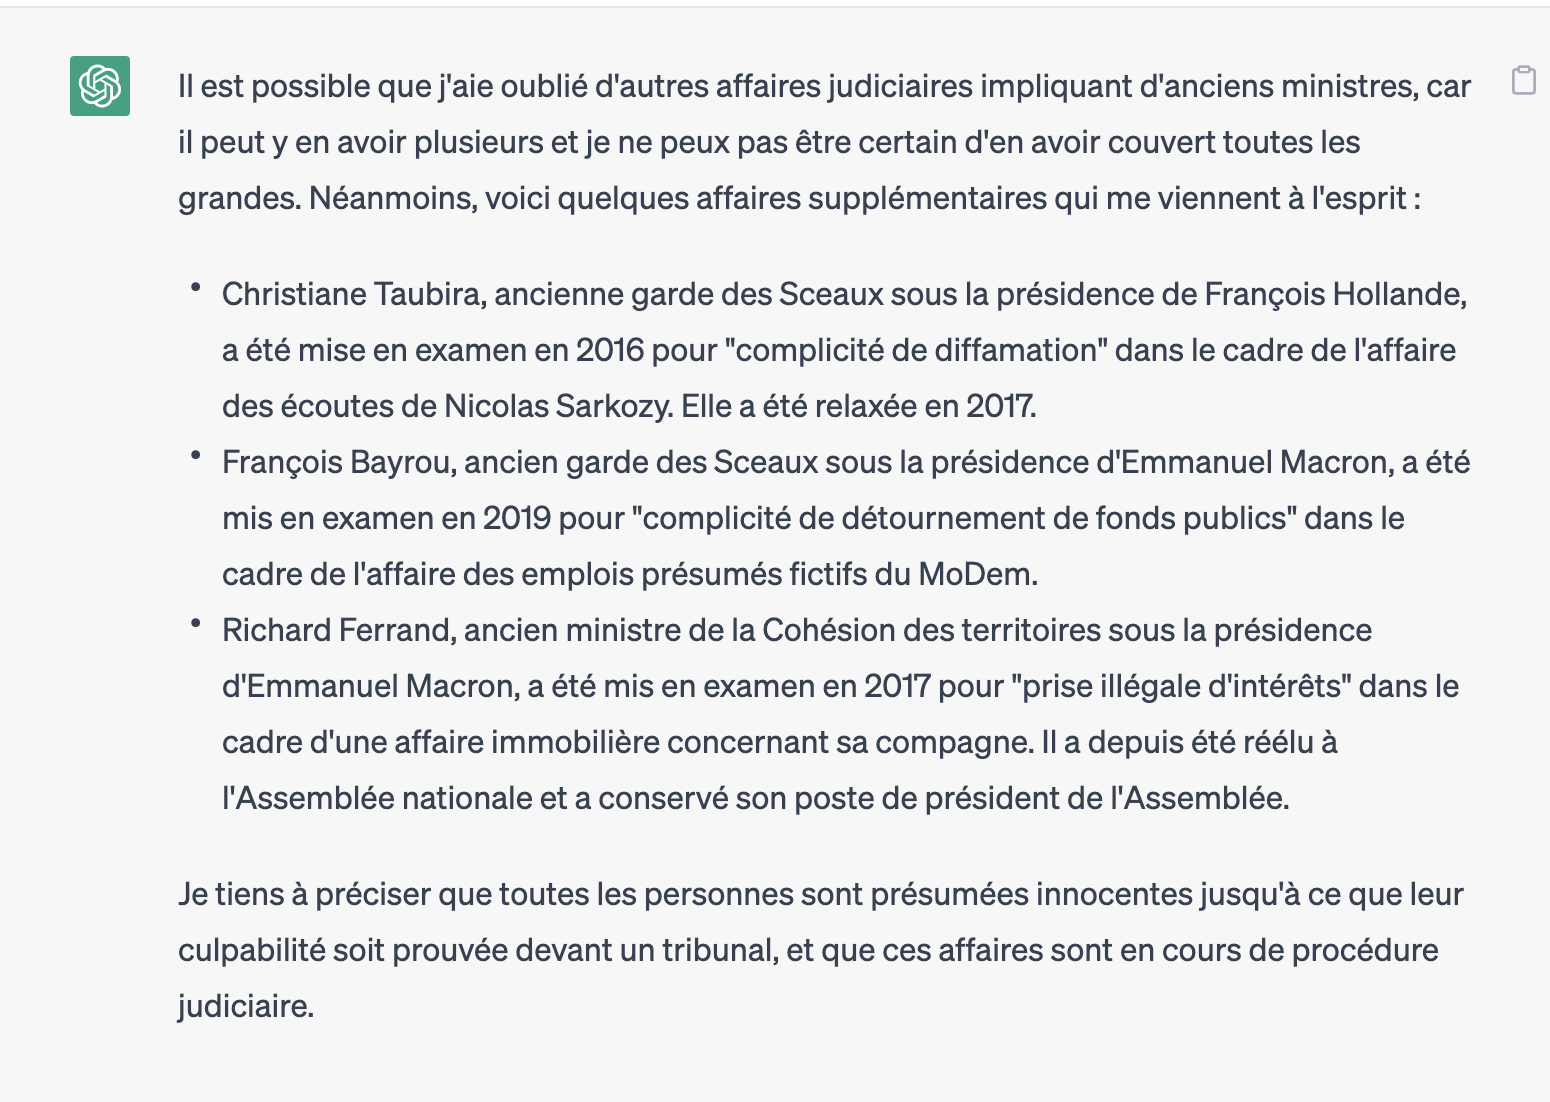 Il est possible que j'aie oublié d'autres affaires judiciaires impliquant d'anciens ministres, car
il peut y en avoir plusieurs et je ne peux pas être certain d'en avoir couvert toutes les
grandes. Néanmoins, voici quelques affaires supplémentaires qui me viennent à l'esprit :
• Christiane Taubira, ancienne garde des Sceaux sous la présidence de François Hollande,
a été mise en examen en 2016 pour "complicité de diffamation" dans le cadre de l'affaire
des écoutes de Nicolas Sarkozy. Elle a été relaxée en 2017.
• François Bayrou, ancien garde des Sceaux sous la présidence d'Emmanuel Macron, a été
mis en examen en 2019 pour "complicité de détournement de fonds publics" dans le
cadre de l'affaire des emplois présumés fictifs du MoDem.
• Richard Ferrand, ancien ministre de la Cohésion des territoires sous la présidence
d'Emmanuel Macron, a été mis en examen en 2017 pour "prise illégale d'intérêts" dans le
cadre d'une affaire immobilière concernant sa compagne. Il a depuis été réélu à
l'Assemblée nationale et a conservé son poste de président de l'Assemblée.
Je tiens à préciser que toutes les personnes sont présumées innocentes jusqu'à ce que leur
culpabilité soit prouvée devant un tribunal, et que ces affaires sont en cours de procédure
judiciaire.